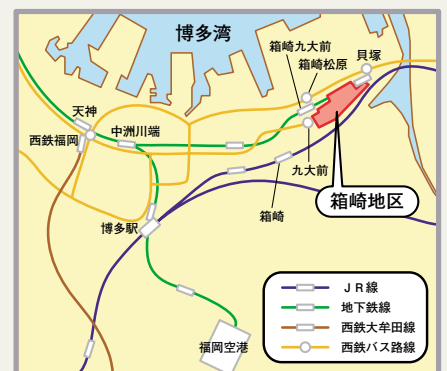 博多湾
箱崎九大前
箱崎松原
貝塚
天神
西鉄福岡
中洲川端
九大前
箱崎
箱崎地区
博多駅
福岡空港
ＪＲ線
地下鉄線
西鉄大牟田線
西鉄バス路線